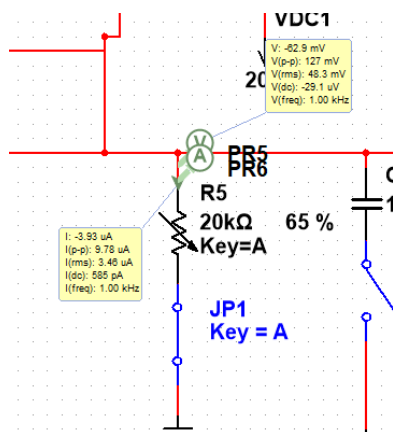 VDC1
V: -62.9 mV
V(p-p): 127 mV
V(rms): 48.3 mV
V(dc): -29.1 uV
V(freq): 1.00 kHz
20
V
A
PR5
PR6
R5
20kΩ 65 %
Key=A
I: -3.93 uA
I(p-p): 9.78 uA
I(rms): 3.46 uA
I(dc): 585 pA
I(freq): 1.00 kHz
JP1
Key = A